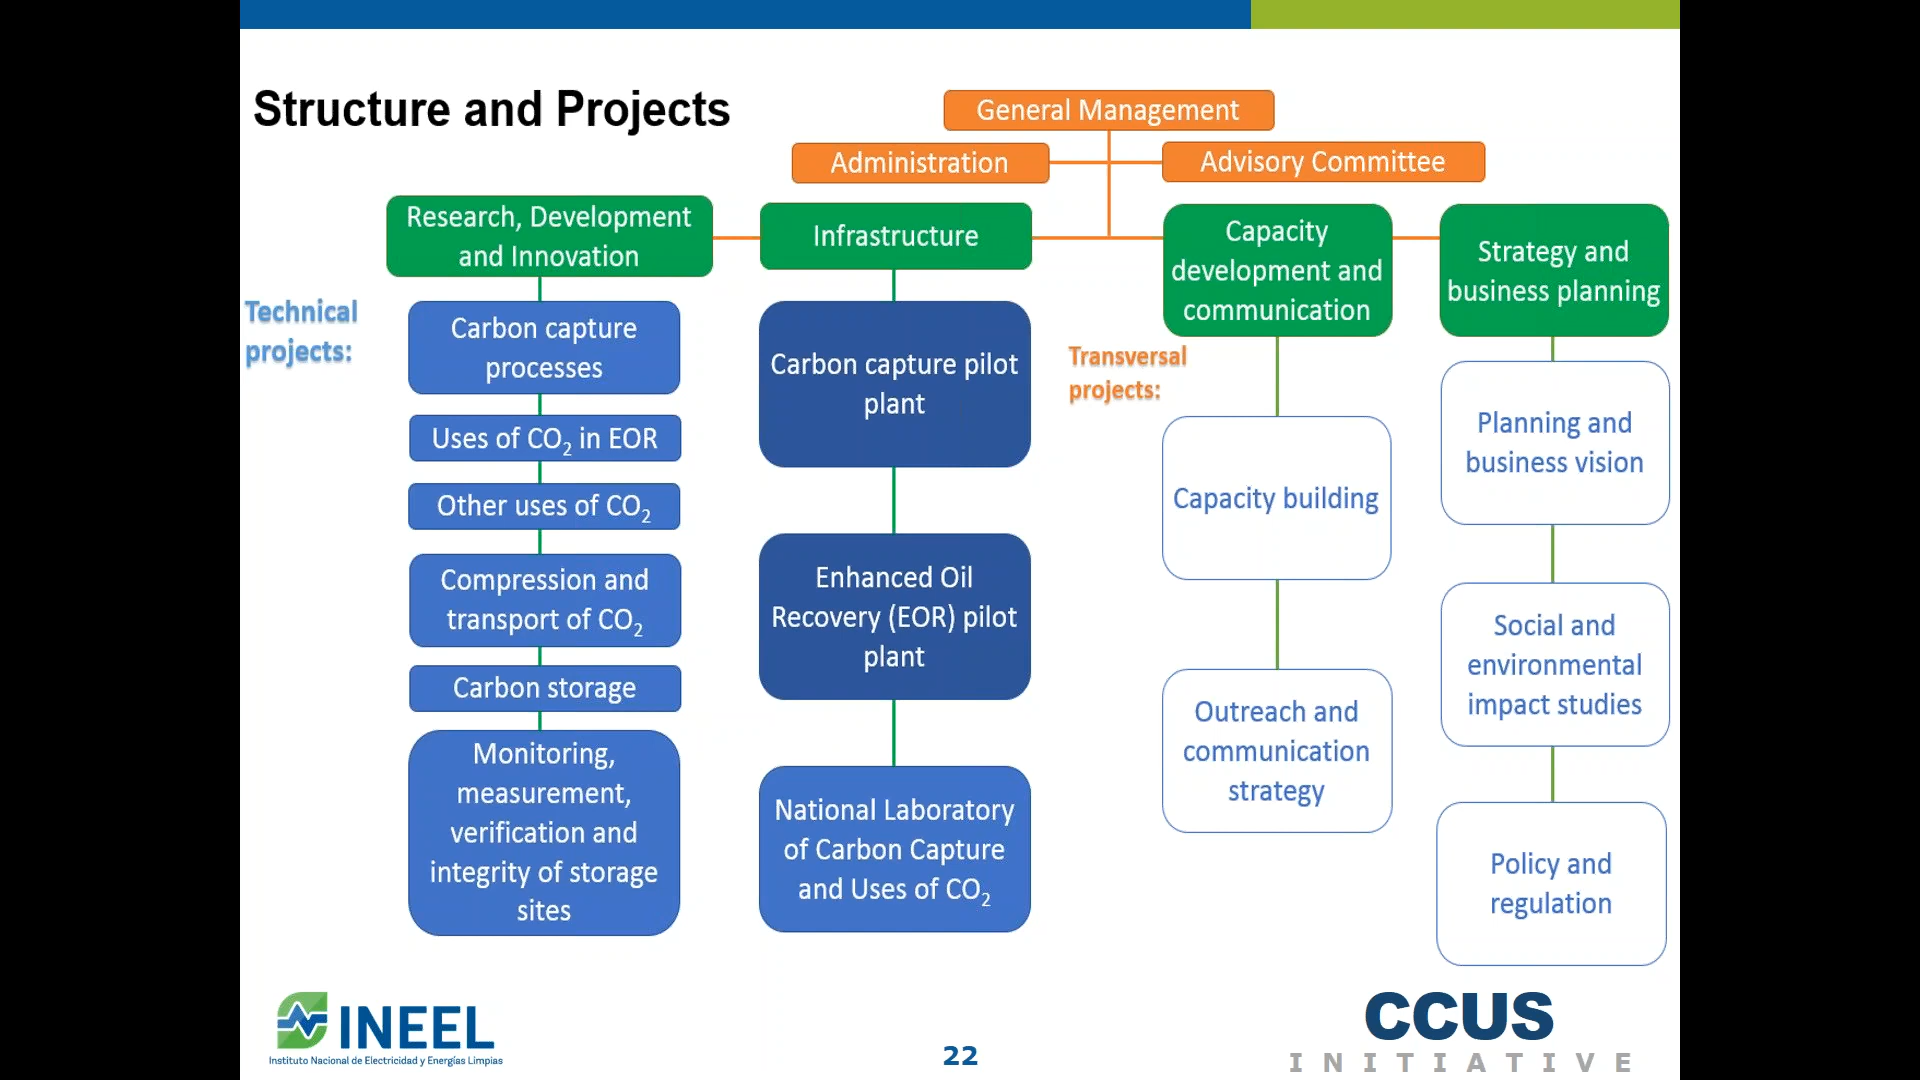 Structure and Projects
General Management
Administration
Advisory Committee
Research, Development
and Innovation
Infrastructure
Capacity
development and
communication
Strategy and
business planning
Technical
projects:
Carbon capture
processes
Uses of CO₂ in EOR
Other uses of CO₂
Compression and
transport of CO₂
Carbon storage
Monitoring,
measurement,
verification and
integrity of storage
sites
Carbon capture pilot
plant
Enhanced Oil
Recovery (EOR) pilot
plant
National Laboratory
of Carbon Capture
and Uses of CO₂
Transversal
projects:
Capacity building
Outreach and
communication
strategy
Planning and
business vision
Social and
environmental
impact studies
Policy and
regulation
INEEL
Instituto Nacional de Electricidad y Energías Limpias
22
CCUS
INITIATIVE